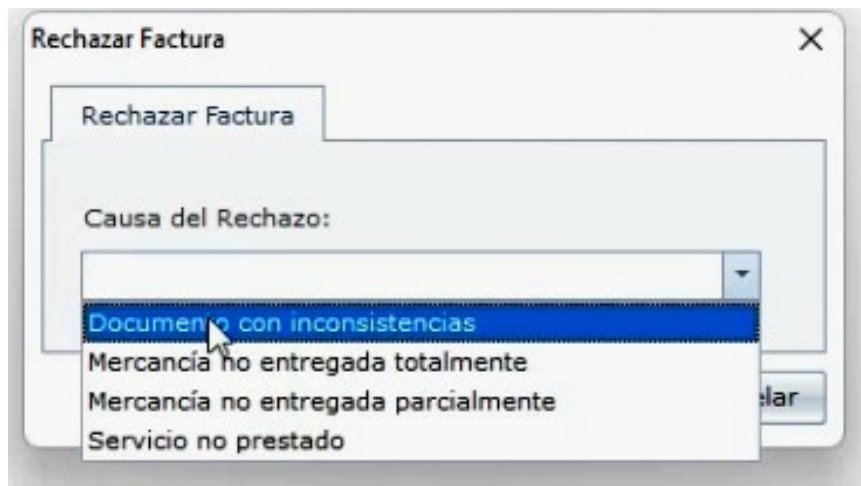 Rechazar Factura
Rechazar Factura
Causa del Rechazo:
Documento con inconsistencias
Mercancía no entregada totalmente
Mercancía no entregada parcialmente
Servicio no prestado